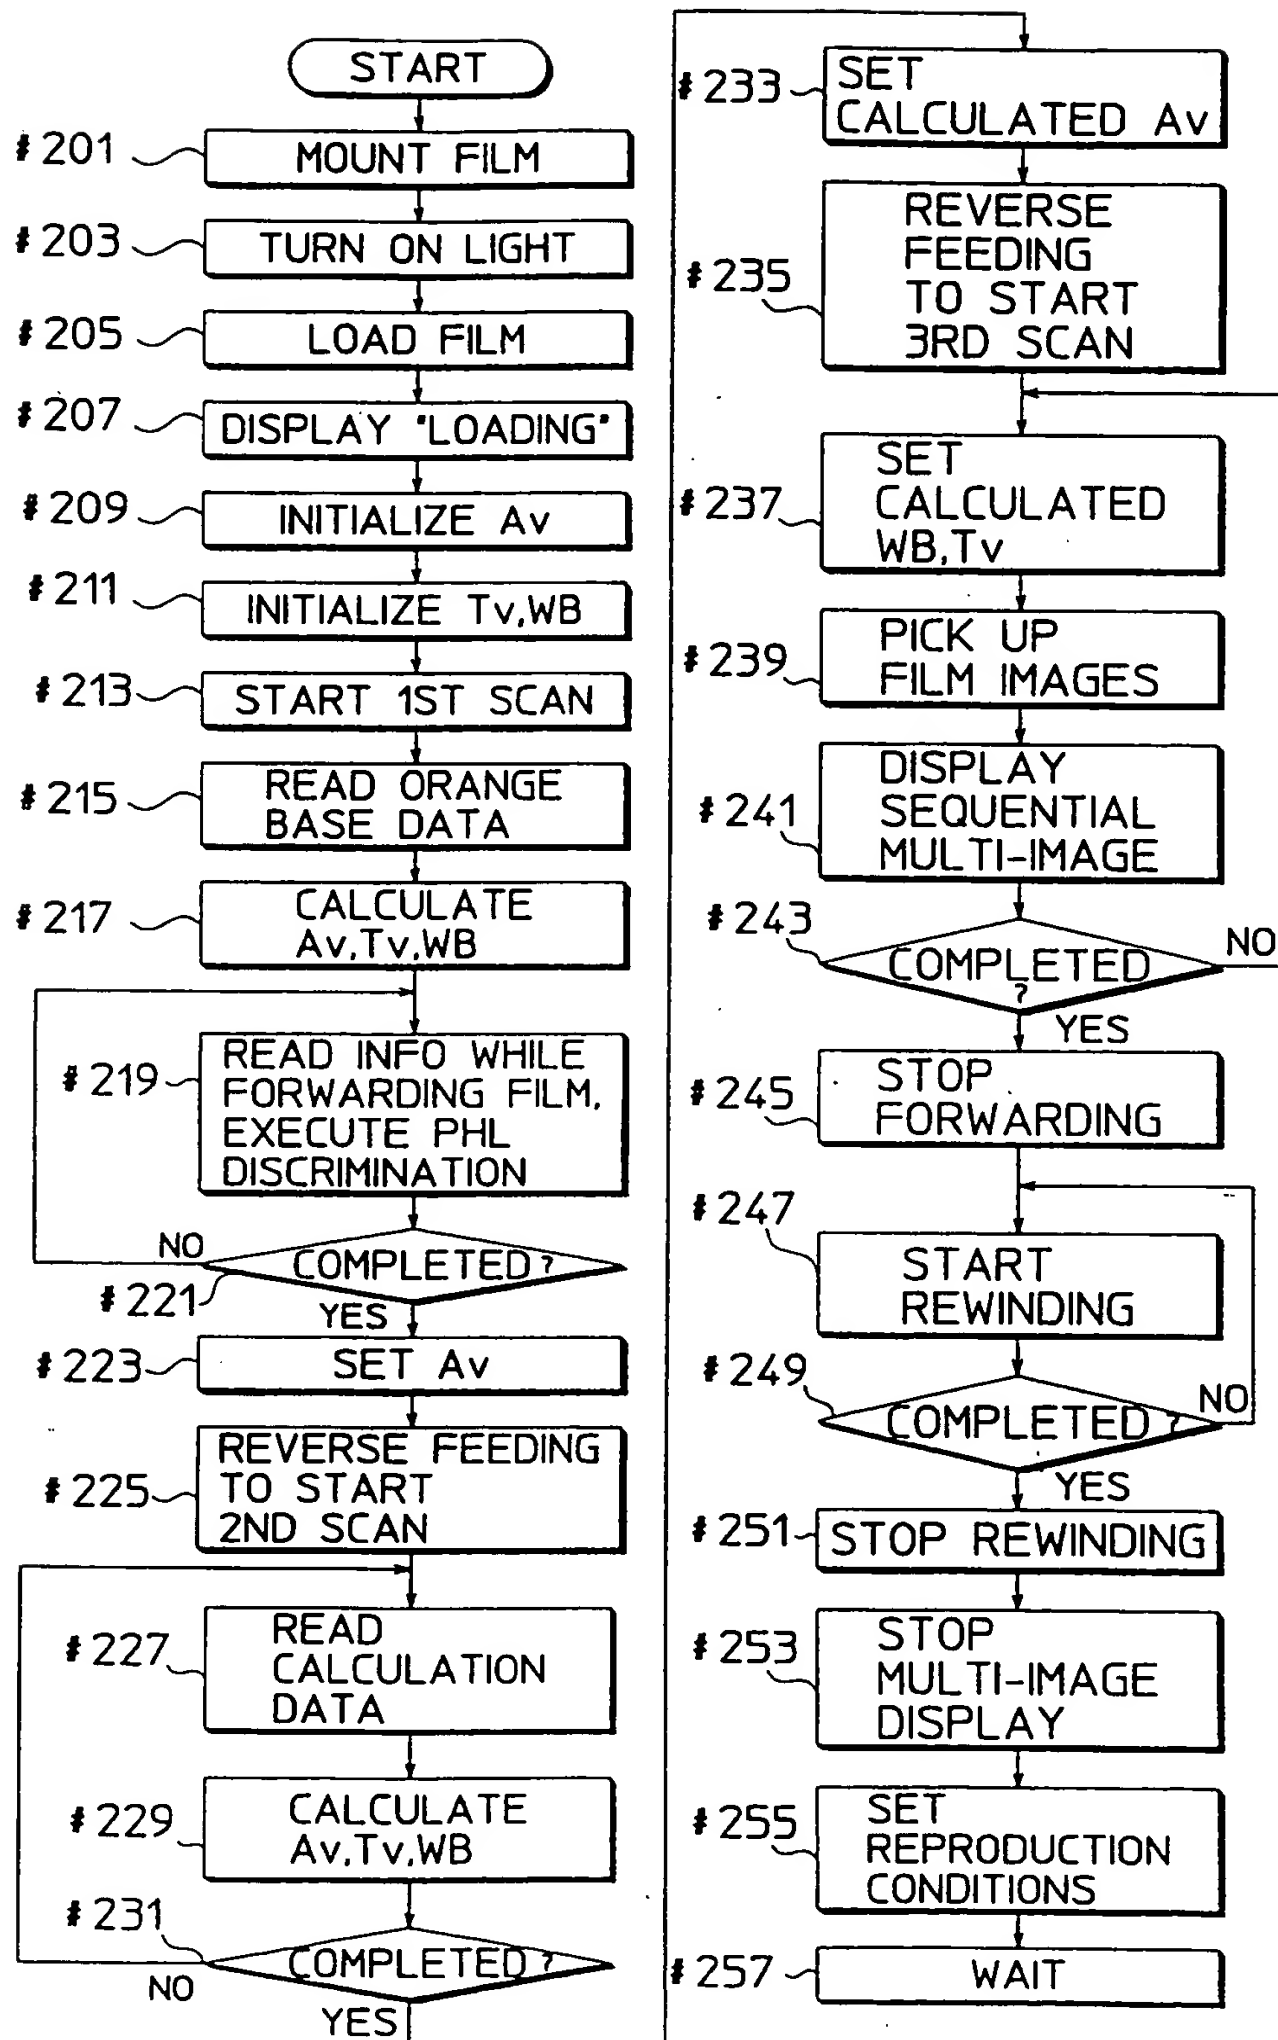 START
#201
MOUNT FILM
#203
TURN ON LIGHT
#205
LOAD FILM
#207
DISPLAY "LOADING"
#209
INITIALIZE Av
#211
INITIALIZE Tv,WB
#213
START 1ST SCAN
#215
READ ORANGE
BASE DATA
#217
CALCULATE
Av,Tv,WB
#219
READ INFO WHILE
FORWARDING FILM,
EXECUTE PHL
DISCRIMINATION
NO
COMPLETED?
#221
YES
#223
SET Av
#225
REVERSE FEEDING
TO START
2ND SCAN
#227
READ
CALCULATION
DATA
#229
CALCULATE
Av,Tv,WB
#231
COMPLETED?
NO
YES
#233
SET
CALCULATED Av
#235
REVERSE
FEEDING
TO START
3RD SCAN
#237
SET
CALCULATED
WB,Tv
#239
PICK UP
FILM IMAGES
#241
DISPLAY
SEQUENTIAL
MULTI-IMAGE
#243
COMPLETED
?
NO
YES
#245
STOP
FORWARDING
#247
START
REWINDING
#249
COMPLETED?
NO
YES
#251
STOP REWINDING
#253
STOP
MULTI-IMAGE
DISPLAY
#255
SET
REPRODUCTION
CONDITIONS
#257
WAIT